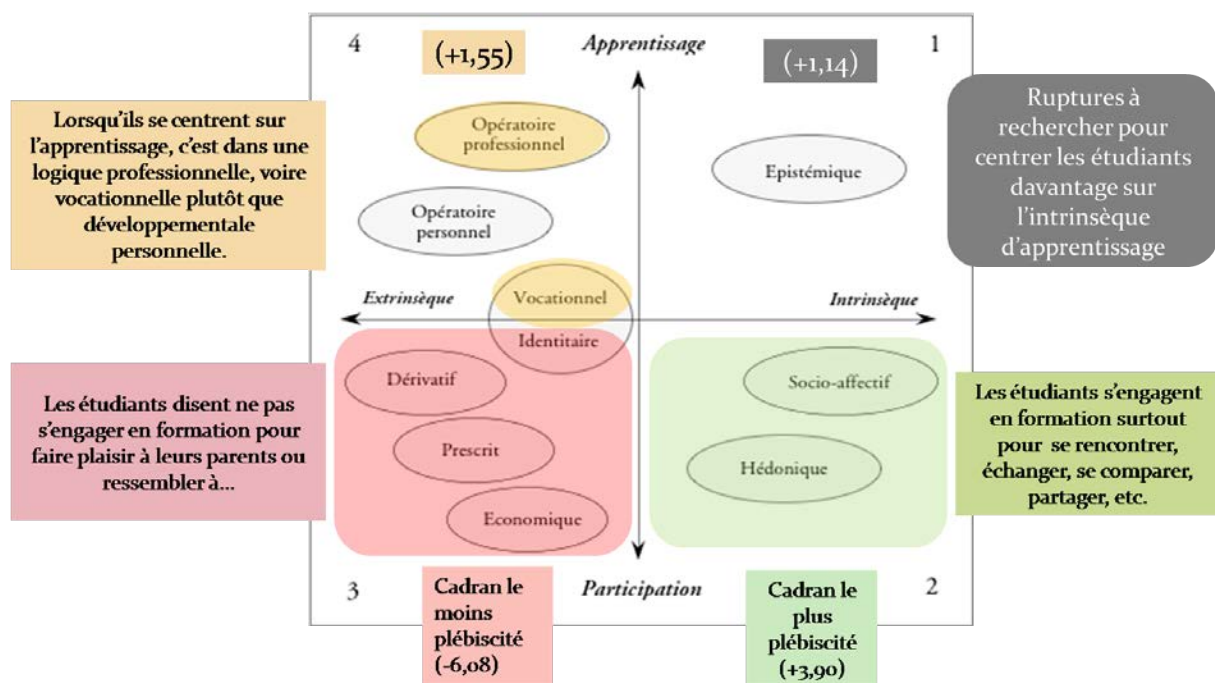 4
(+1,55)
Apprentissage
(+1,14)
1
Lorsqu'ils se centrent sur
l'apprentissage, c'est dans une
logique professionnelle, voire
vocationnelle plutôt que
développementale
personnelle.
Opératoire
professionnel
Opératoire
personnel
Epistémique
Ruptures à
rechercher pour
centrer les étudiants
davantage sur
l'intrinsèque
d'apprentissage
Extrinsèque
Vocationnel
Intrinsèque
Identitaire
Les étudiants disent ne pas
s'engager en formation pour
faire plaisir à leurs parents ou
ressembler à...
Dérivatif
Prescrit
Economique
Socio-affectif
Hédonique
Les étudiants s'engagent
en formation surtout
pour se rencontrer,
échanger, se comparer,
partager, etc.
3
Cadran le
moins
plébiscité
(-6,08)
Participation
Cadran le
plus
plébiscité
(+3,90)
2